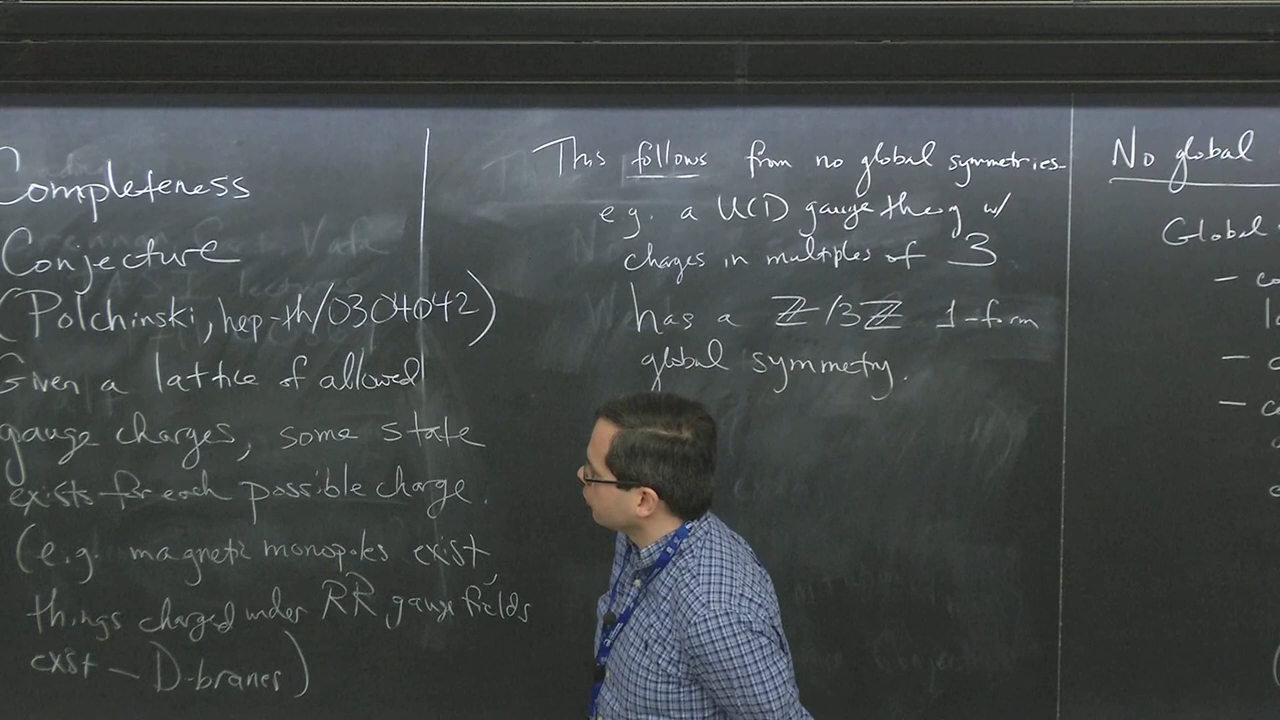 Completeness
Conjecture
(Polchinski, hep-th/0304042)
Given a lattice of allowed
gauge charges, some state
exists for each possible charge.
(e.g. magnetic monopoles exist,
things charged under RR gauge fields
exist – D-branes)
This follows from no global symmetries
e.g. a U(1) gauge theory w/
charges in multiples of 3
has a ℤ/3ℤ 1-form
global symmetry.
No global
Global
–
–
–